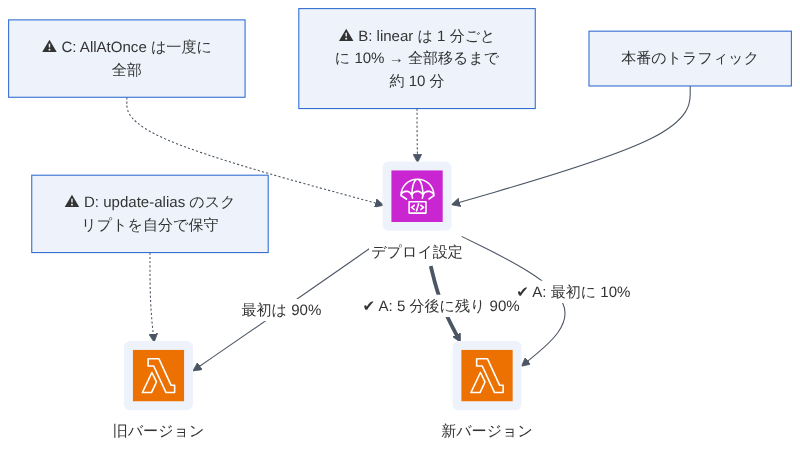 ⚠ C: AllAtOnce は一度に
全部
⚠ B: linear は 1 分ごと
に 10% → 全部移るまで
約 10 分
本番のトラフィック
⚠ D: update-alias のスク
リプトを自分で保守
デプロイ設定
最初は 90%
✔ A: 5 分後に残り 90%
✔ A: 最初に 10%
旧バージョン
新バージョン